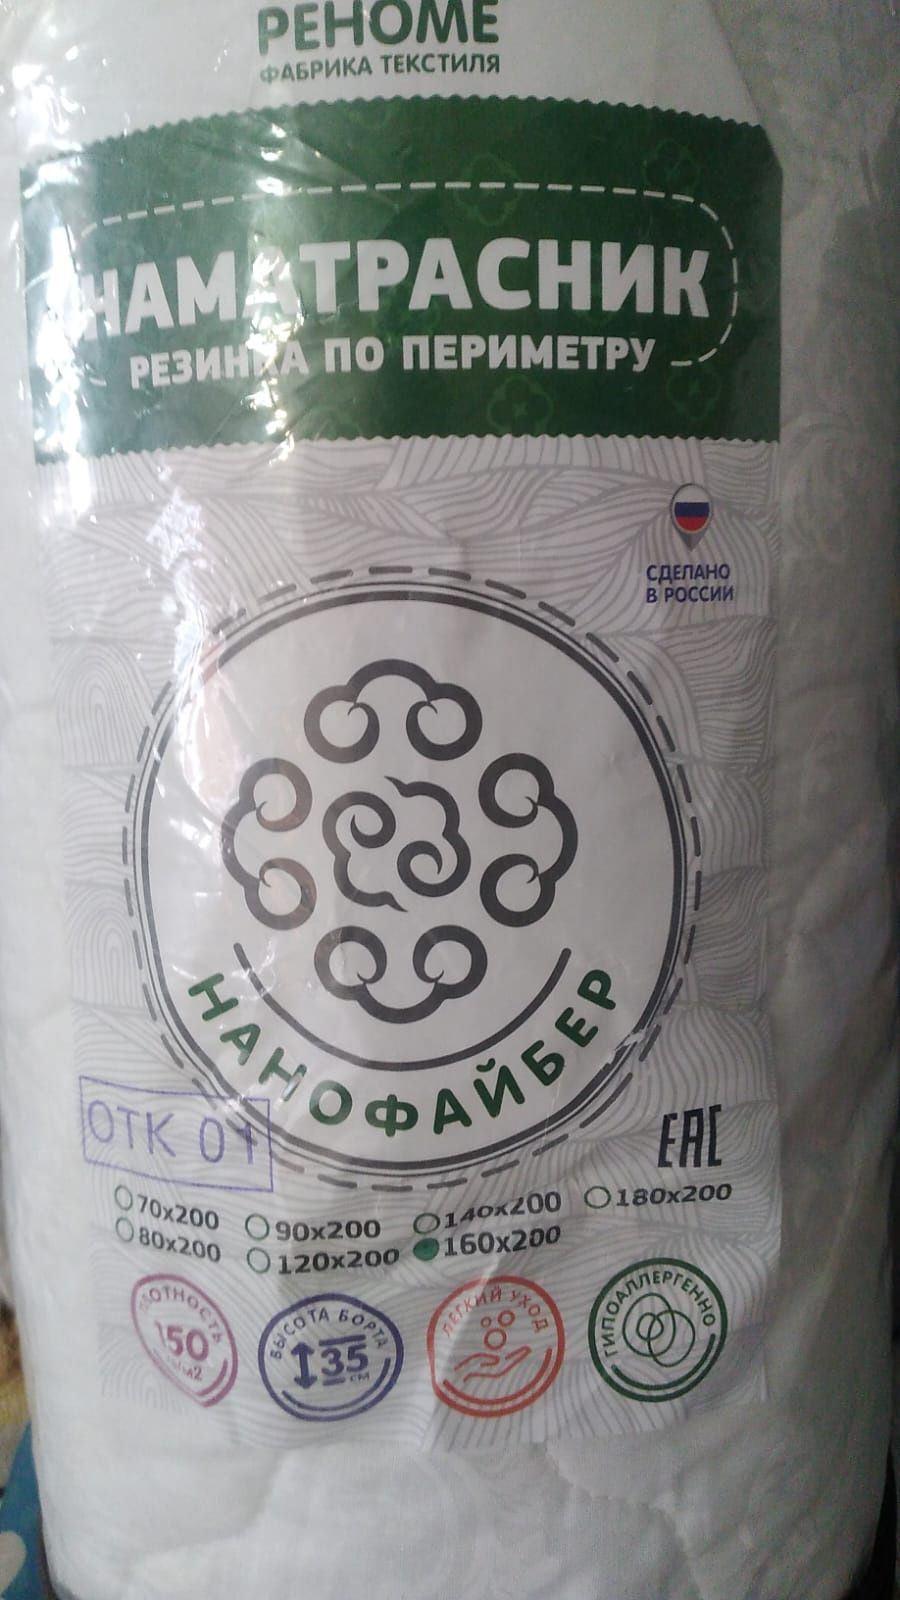 РЕНОМЕ
ФАБРИКА ТЕКСТИЛЯ
НАМАТРАСНИК
РЕЗИНКА ПО ПЕРИМЕТРУ
СДЕЛАНО
В РОССИИ
НАНОФАЙБЕР
ОТК 01
ЕАС
70x200
90x200
140x200
180x200
80x200
120x200
160x200
ПЛОТНОСТЬ
150
ВЫСОТА БОРТА
35
СМ
ЛЕГКИЙ УХОД
ГИПОАЛЛЕРГЕННО